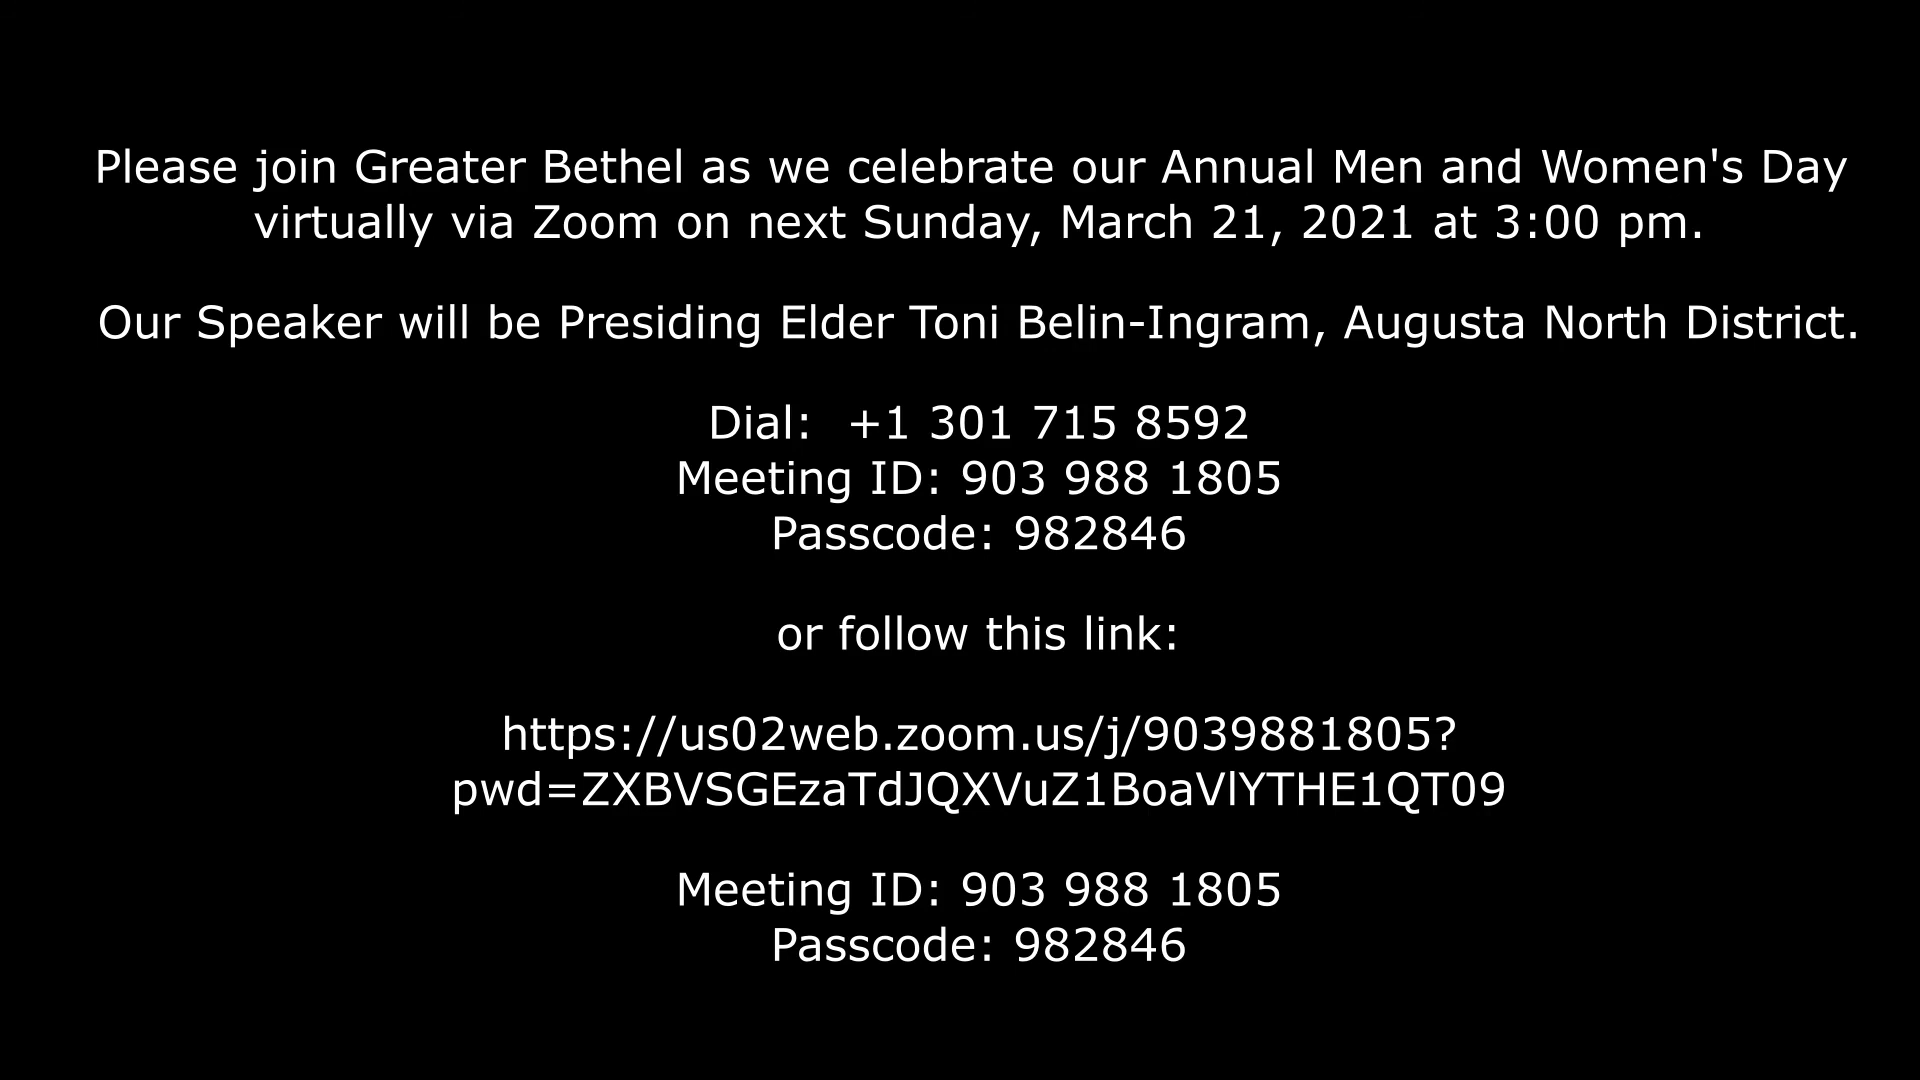 Please join Greater Bethel as we celebrate our Annual Men and Women's Day
virtually via Zoom on next Sunday, March 21, 2021 at 3:00 pm.
Our Speaker will be Presiding Elder Toni Belin-Ingram, Augusta North District.
Dial:  +1 301 715 8592
Meeting ID: 903 988 1805
Passcode: 982846
or follow this link:
https://us02web.zoom.us/j/9039881805?
pwd=ZXBVSGEzaTdJQXVuZ1BoaVlYTHE1QT09
Meeting ID: 903 988 1805
Passcode: 982846